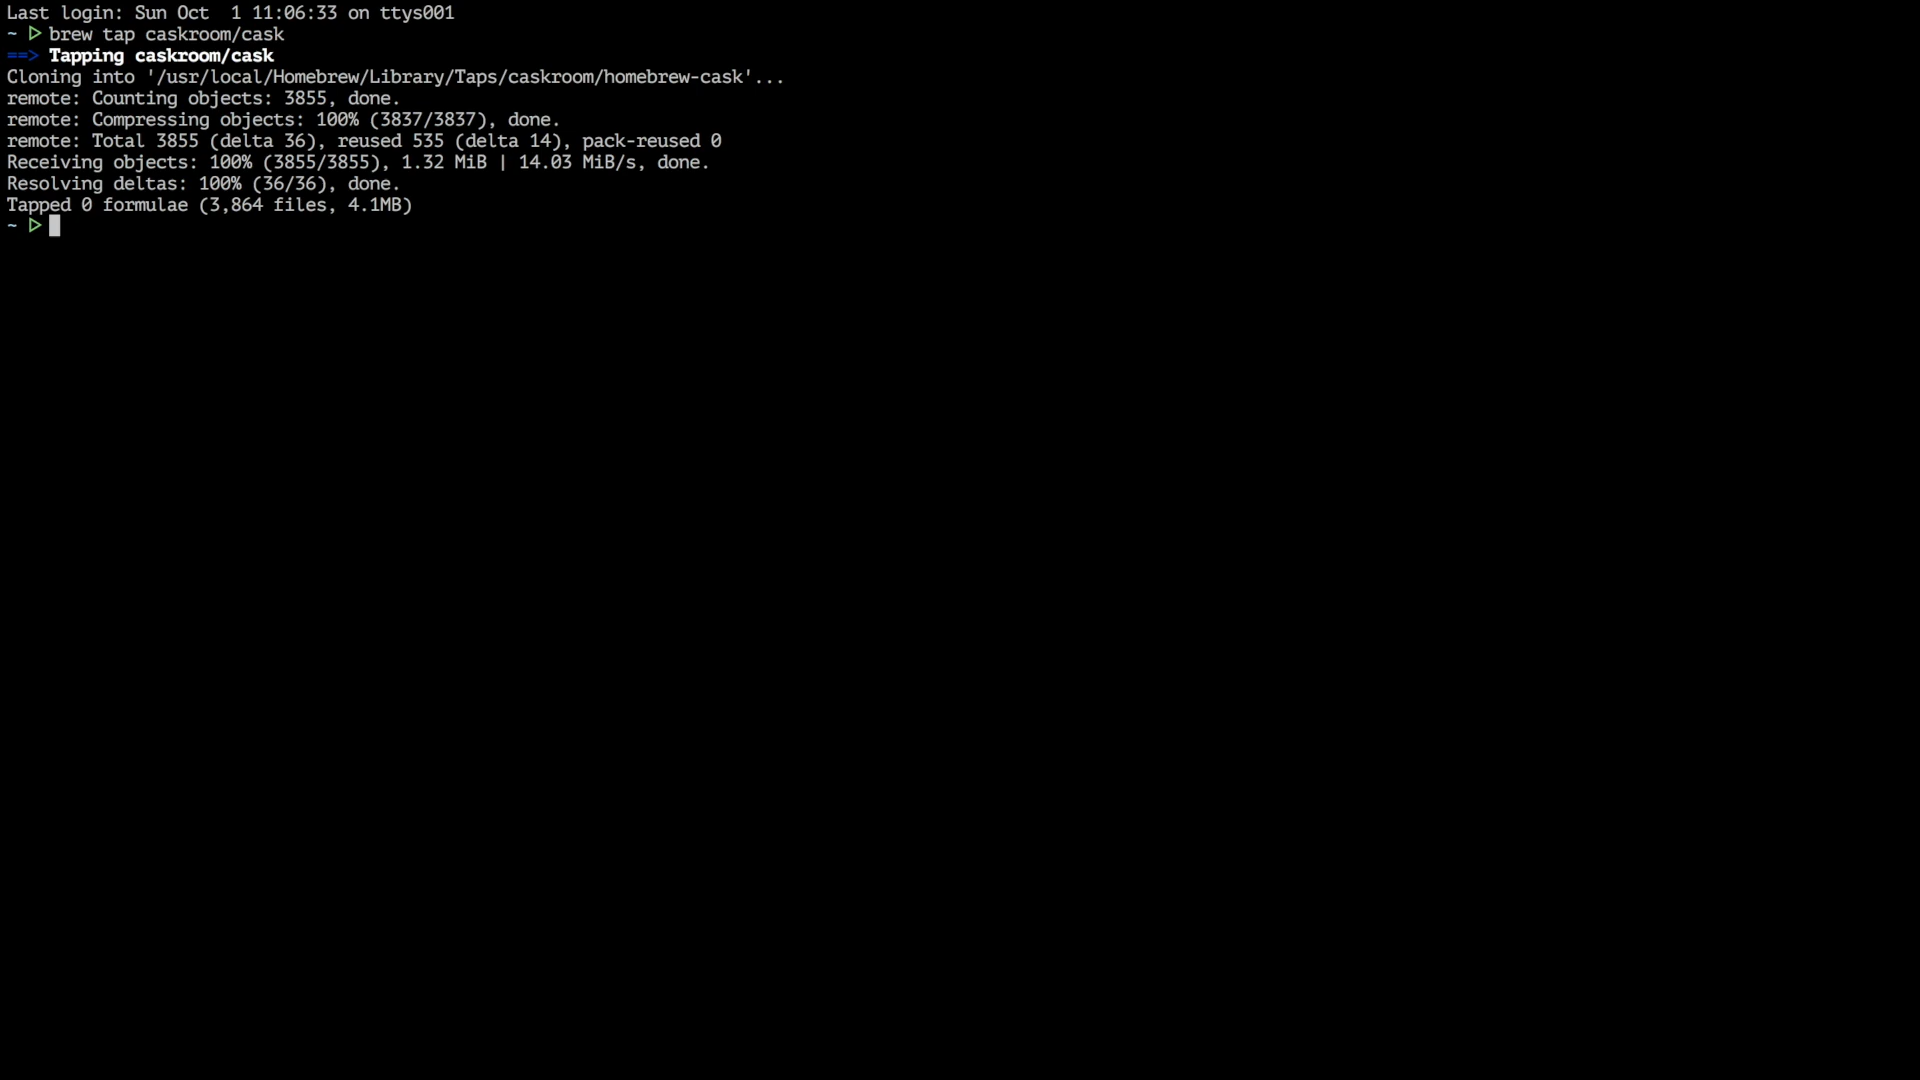 Last login: Sun Oct  1 11:06:33 on ttys001
~ ▷ brew tap caskroom/cask
==> Tapping caskroom/cask
Cloning into '/usr/local/Homebrew/Library/Taps/caskroom/homebrew-cask'...
remote: Counting objects: 3855, done.
remote: Compressing objects: 100% (3837/3837), done.
remote: Total 3855 (delta 36), reused 535 (delta 14), pack-reused 0
Receiving objects: 100% (3855/3855), 1.32 MiB | 14.03 MiB/s, done.
Resolving deltas: 100% (36/36), done.
Tapped 0 formulae (3,864 files, 4.1MB)
~ ▷